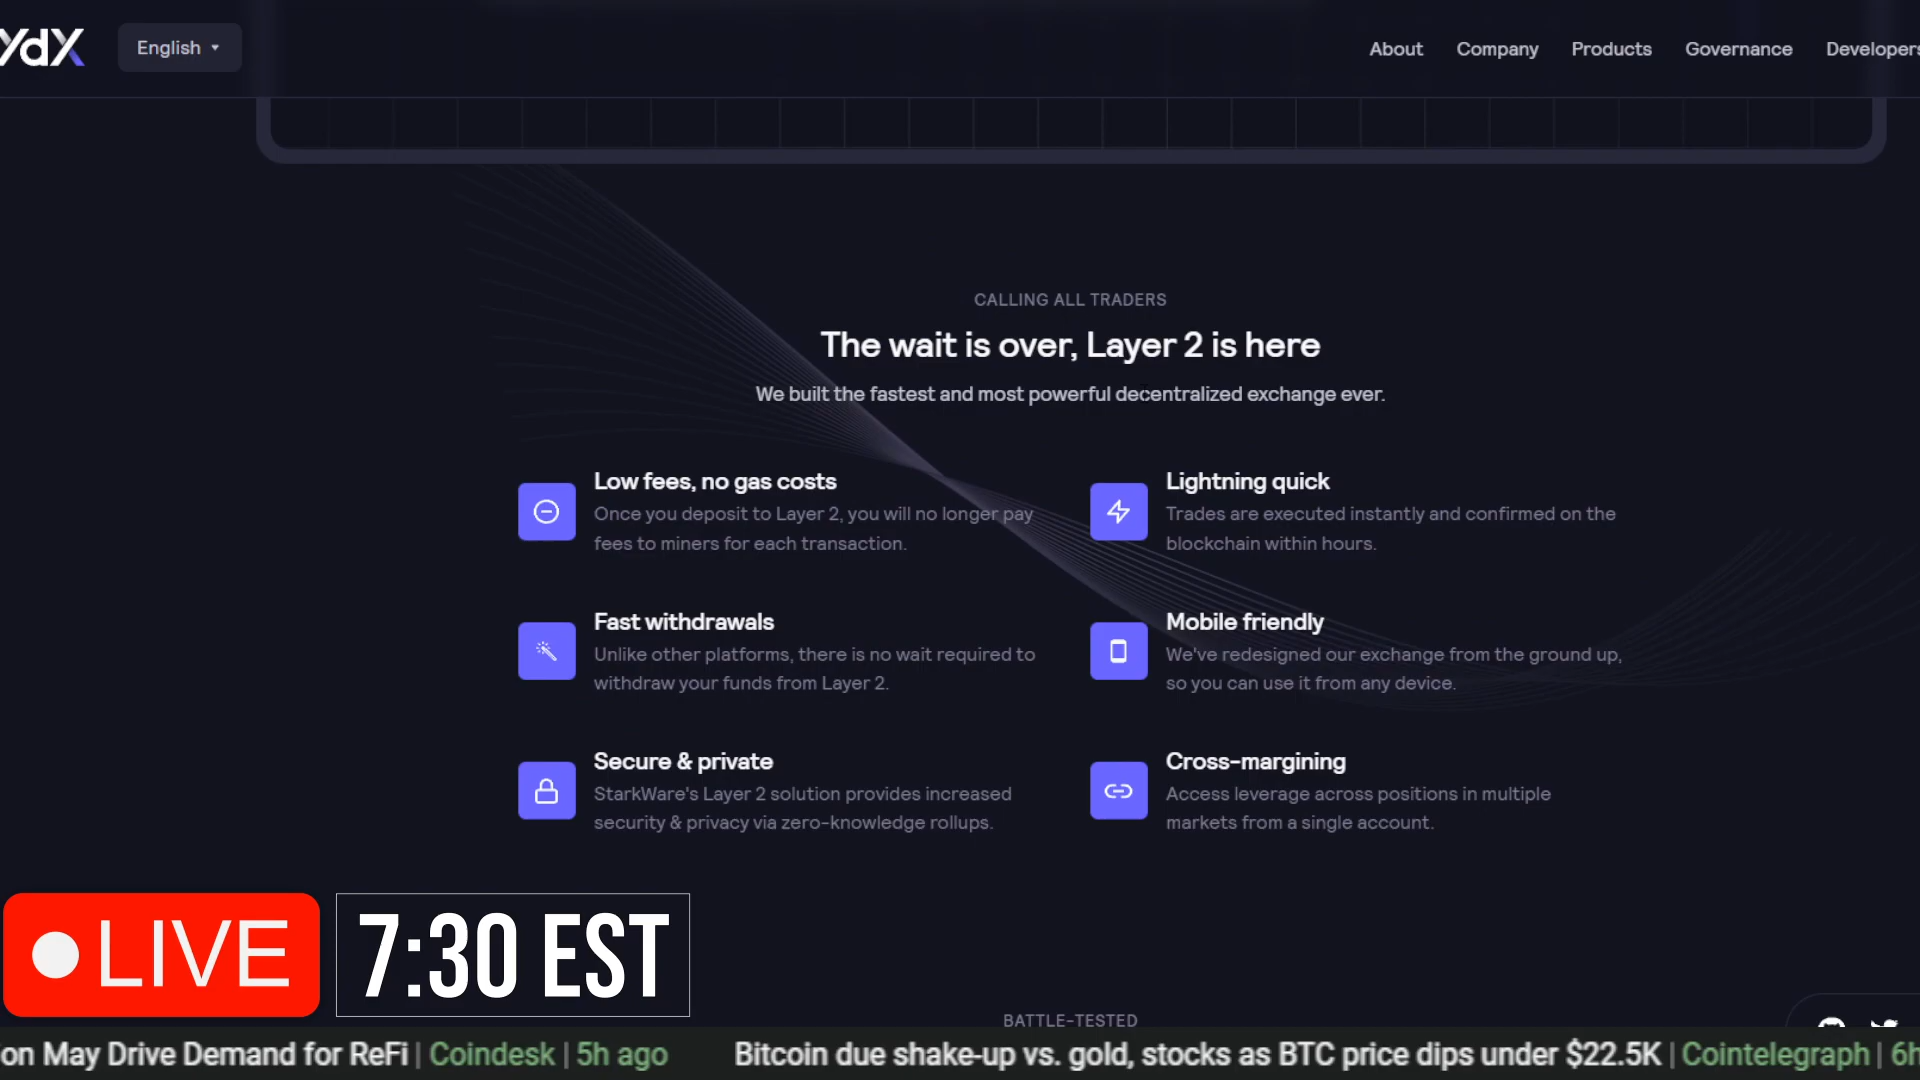 YdX
English
About
Company
Products
Governance
Developers
CALLING ALL TRADERS
The wait is over, Layer 2 is here
We built the fastest and most powerful decentralized exchange ever.
Low fees, no gas costs
Once you deposit to Layer 2, you will no longer pay
fees to miners for each transaction.
Lightning quick
Trades are executed instantly and confirmed on the
blockchain within hours.
Fast withdrawals
Unlike other platforms, there is no wait required to
withdraw your funds from Layer 2.
Mobile friendly
We've redesigned our exchange from the ground up,
so you can use it from any device.
Secure & private
StarkWare's Layer 2 solution provides increased
security & privacy via zero-knowledge rollups.
Cross-margining
Access leverage across positions in multiple
markets from a single account.
LIVE
7:30 EST
BATTLE-TESTED
on May Drive Demand for ReFi | Coindesk | 5h ago Bitcoin due shake-up vs. gold, stocks as BTC price dips under $22.5K | Cointelegraph | 6h